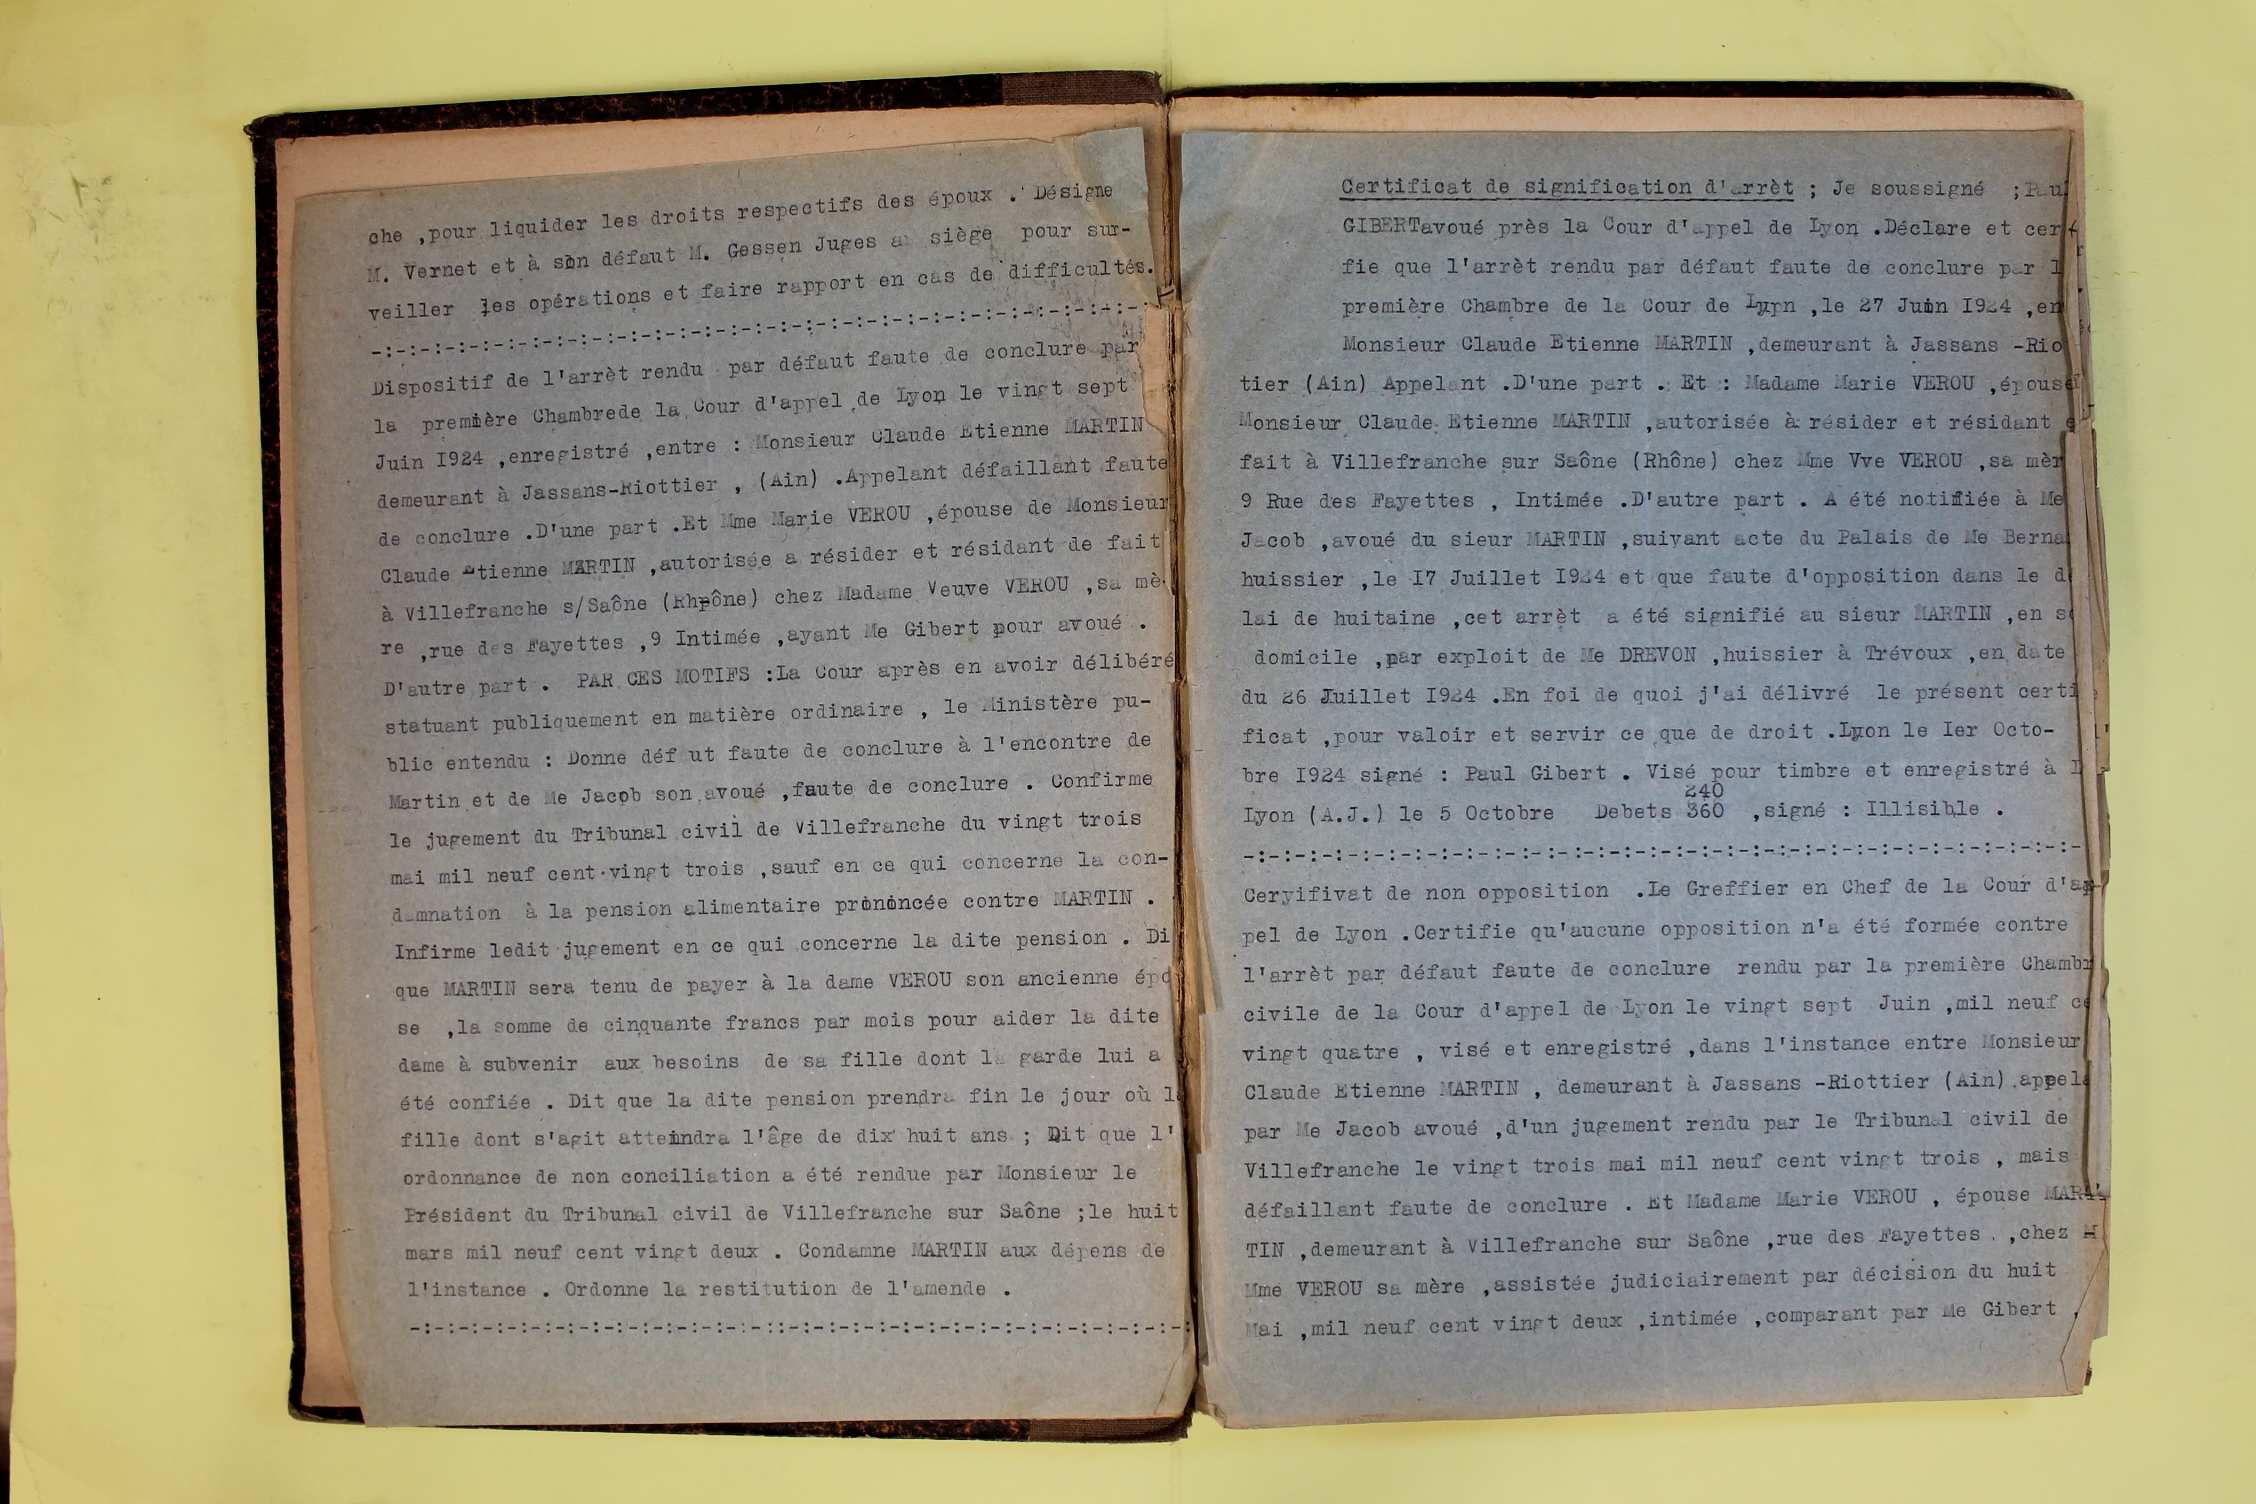 che ,pour liquider les droits respectifs des époux . Désigne
M. Vernet et à son défaut M. Gessen Juges au siège pour sur-
veiller les opérations et faire rapport en cas de difficultés.
-:-:-:-:-:-:-:-:-:-:-:-:-:-:-:-:-:-:-:-:-:-:-:-:-:-:-:-:-:-:-:
Dispositif de l'arrèt rendu par défaut faute de conclure par
la première Chambrede la Cour d'appel de Lyon le vingt sept
Juin I924 ,enregistré ,entre : Monsieur Claude Etienne MARTIN
demeurant à Jassans-Riottier , (Ain) .Appelant défaillant faute
de conclure .D'une part .Et Mme Marie VEROU ,épouse de Monsieur
Claude Etienne MARTIN ,autorisée a résider et résidant de fait
à Villefranche s/Saône (Rhône) chez Madame Veuve VEROU ,sa mè-
re ,rue des Fayettes ,9 Intimée ,ayant Me Gibert pour avoué .
D'autre part . PAR CES MOTIFS :La Cour après en avoir délibéré
statuant publiquement en matière ordinaire , le Ministère pu-
blic entendu : Donne déf ut faute de conclure à l'encontre de
Martin et de Me Jacob son avoué ,faute de conclure . Confirme
le jugement du Tribunal civil de Villefranche du vingt trois
mai mil neuf cent vingt trois ,sauf en ce qui concerne la con-
damnation à la pension alimentaire prononcée contre MARTIN .
Infirme ledit jugement en ce qui concerne la dite pension . Di
que MARTIN sera tenu de payer à la dame VEROU son ancienne épo
se ,la somme de cinquante francs par mois pour aider la dite
dame à subvenir aux besoins de sa fille dont la garde lui a
été confiée . Dit que la dite pension prendra fin le jour où la
fille dont s'agit atteindra l'âge de dix huit ans ; Dit que l'
ordonnance de non conciliation a été rendue par Monsieur le
Président du Tribunal civil de Villefranche sur Saône ;le huit
mars mil neuf cent vingt deux . Condamne MARTIN aux dépens de
l'instance . Ordonne la restitution de l'amende .
-:-:-:-:-:-:-:-:-:-:-:-:-:-:-::-:-:-:-:-:-:-:-:-:-:-:-:-:-:-:-:
Certificat de signification d'arrèt ; Je soussigné ;Paul
GIBERTavoué près la Cour d'appel de Lyon .Déclare et cer
fie que l'arrèt rendu par défaut faute de conclure par l
première Chambre de la Cour de Lyon ,le 27 Juin I924 ,en
Monsieur Claude Etienne MARTIN ,demeurant à Jassans -Rio
tier (Ain) Appelant .D'une part . Et : Madame Marie VEROU ,épouse
Monsieur Claude Etienne MARTIN ,autorisée à résider et résidant
fait à Villefranche sur Saône (Rhône) chez Mme Vve VEROU ,sa mèr
9 Rue des Fayettes , Intimée .D'autre part . A été notifiée à Me
Jacob ,avoué du sieur MARTIN ,suivant acte du Palais de Me Berna
huissier ,le I7 Juillet I924 et que faute d'opposition dans le d
lai de huitaine ,cet arrèt a été signifié au sieur MARTIN ,en s
domicile ,par exploit de Me DREVON ,huissier à Trévoux ,en date
du 26 Juillet I924 .En foi de quoi j'ai délivré le présent certi
ficat ,pour valoir et servir ce que de droit .Lyon le Ier Octo-
bre I924 signé : Paul Gibert . Visé pour timbre et enregistré à
240
Lyon (A.J.) le 5 Octobre Debets 360 ,signé : Illisible .
-:-:-:-:-:-:-:-:-:-:-:-:-:-:-:-:-:-:-:-:-:-:-:-:-:-:-:-:-:-:-:-:-
Ceryifivat de non opposition .Le Greffier en Chef de la Cour d'ap
pel de Lyon .Certifie qu'aucune opposition n'a été formée contre
l'arrèt par défaut faute de conclure rendu par la première Chambr
civile de la Cour d'appel de Lyon le vingt sept Juin ,mil neuf ce
vingt quatre , visé et enregistré ,dans l'instance entre Monsieur
Claude Etienne MARTIN , demeurant à Jassans -Riottier (Ain) appela
par Me Jacob avoué ,d'un jugement rendu par le Tribunal civil de
Villefranche le vingt trois mai mil neuf cent vingt trois , mais
défaillant faute de conclure . Et Madame Marie VEROU , épouse MAR
TIN ,demeurant à Villefranche sur Saône ,rue des Fayettes ,chez
Mme VEROU sa mère ,assistée judiciairement par décision du huit
Mai ,mil neuf cent vingt deux ,intimée ,comparant par Me Gibert ,